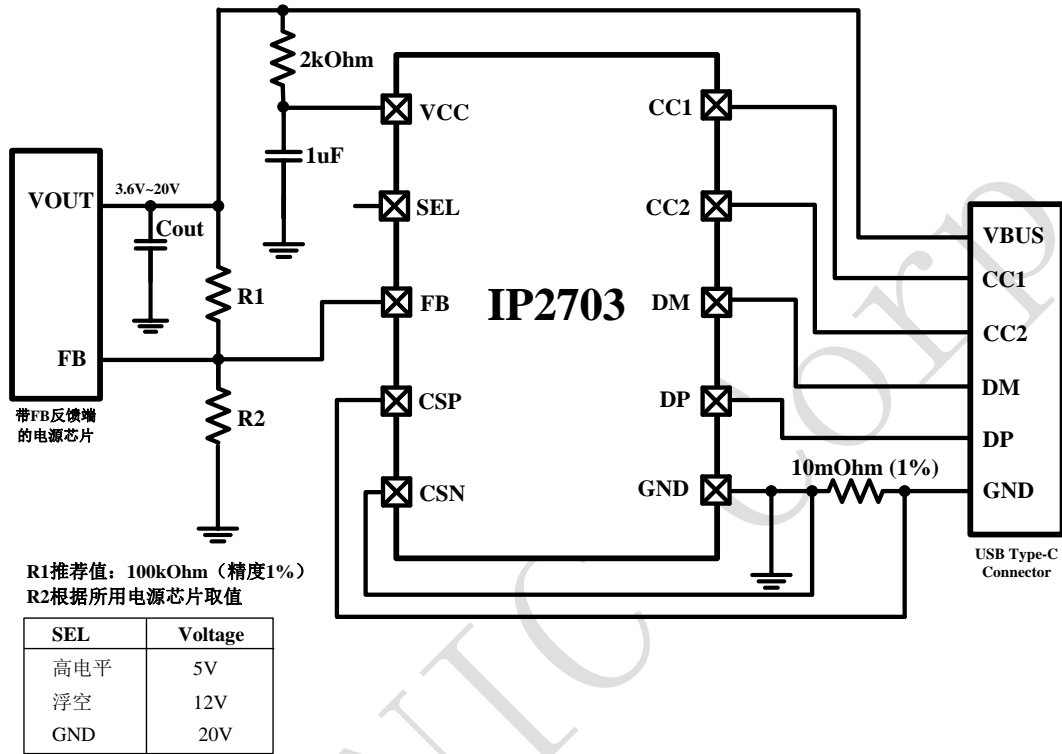 2kOhm
VCC
CC1
1uF
VOUT
3.6V~20V
SEL
CC2
VBUS
Cout
CC1
R1
FB
IP2703
DM
CC2
FB
DM
带FB反馈端
的电源芯片
R2
CSP
DP
DP
10mOhm (1%)
CSN
GND
GND
USB Type-C
Connector
R1推荐值：100kOhm（精度1%）
R2根据所用电源芯片取值
SEL Voltage
高电平 5V
浮空 12V
GND 20V
NIC Corp